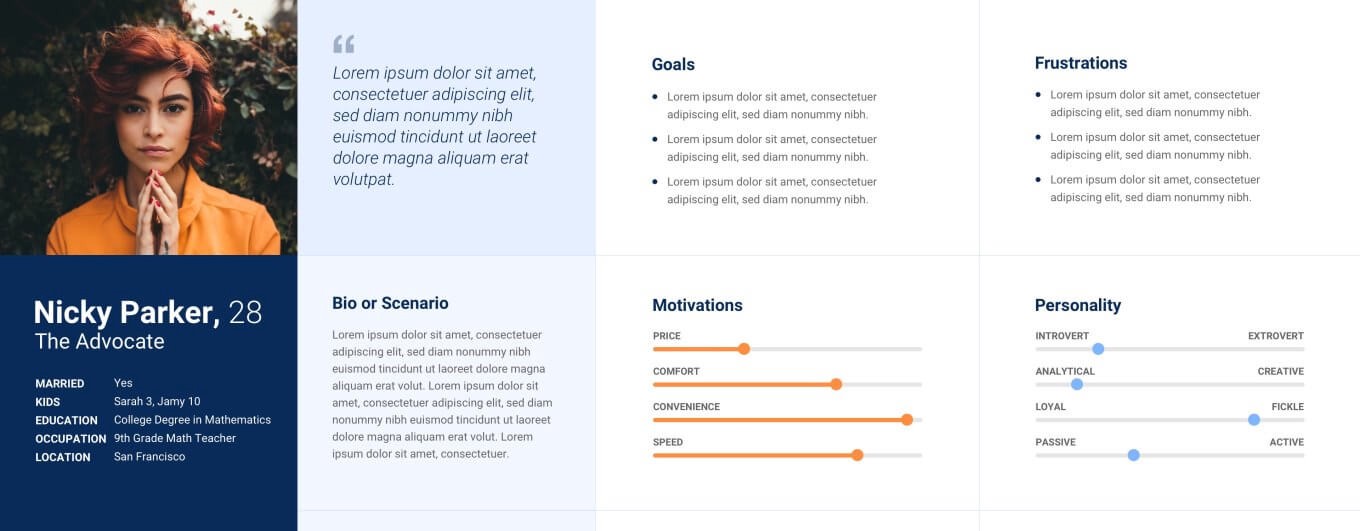 “
Lorem ipsum dolor sit amet,
consectetuer adipiscing elit,
sed diam nonummy nibh
euismod tincidunt ut laoreet
dolore magna aliquam erat
volutpat.
Goals
Lorem ipsum dolor sit amet, consectetuer
adipiscing elit, sed diam nonummy nibh.
Lorem ipsum dolor sit amet, consectetuer
adipiscing elit, sed diam nonummy nibh.
Lorem ipsum dolor sit amet, consectetuer
adipiscing elit, sed diam nonummy nibh.
Frustrations
Lorem ipsum dolor sit amet, consectetuer
adipiscing elit, sed diam nonummy nibh.
Lorem ipsum dolor sit amet, consectetuer
adipiscing elit, sed diam nonummy nibh.
Lorem ipsum dolor sit amet, consectetuer
adipiscing elit, sed diam nonummy nibh.
Nicky Parker, 28
The Advocate
MARRIED Yes
KIDS Sarah 3, Jamy 10
EDUCATION College Degree in Mathematics
OCCUPATION 9th Grade Math Teacher
LOCATION San Francisco
Bio or Scenario
Lorem ipsum dolor sit amet, consectetuer
adipiscing elit, sed diam nonummy nibh
euismod tincidunt ut laoreet dolore magna
aliquam erat volut. Lorem ipsum dolor sit
amet, consectetuer adipiscing elit, sed diam
nonummy nibh euismod tincidunt ut laoreet
dolore magna aliquam erat volut. Lorem
ipsum dolor sit amet, consectetuer.
Motivations
PRICE
COMFORT
CONVENIENCE
SPEED
Personality
INTROVERT EXTROVERT
ANALYTICAL CREATIVE
LOYAL FICKLE
PASSIVE ACTIVE